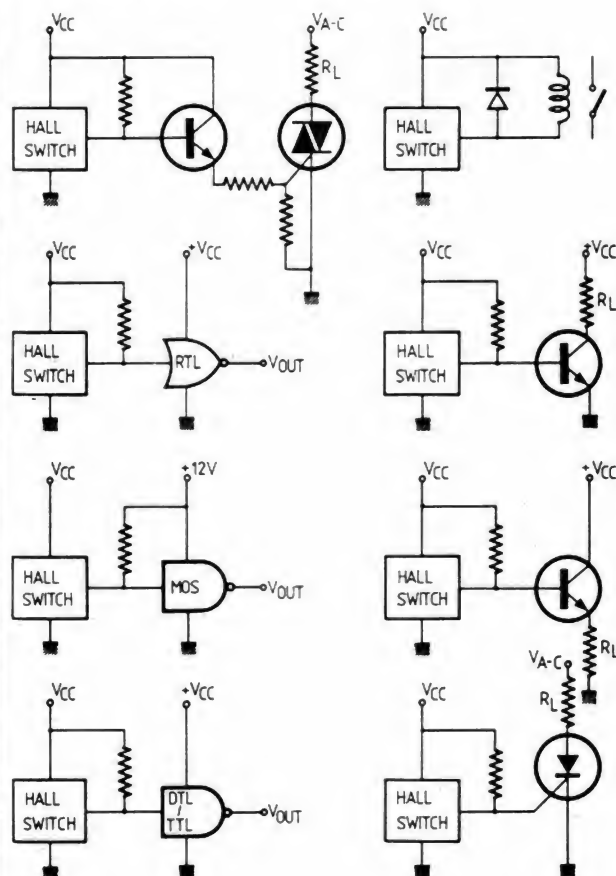 VCC
HALL
SWITCH
VA-C
RL
VCC
HALL
SWITCH
VCC
HALL
SWITCH
+VCC
RTL
VOUT
VCC
HALL
SWITCH
+VCC
RL
VCC
HALL
SWITCH
+12V
MOS
VOUT
VCC
HALL
SWITCH
+VCC
RL
VCC
HALL
SWITCH
+VCC
DTL
/
TTL
VOUT
VCC
HALL
SWITCH
VA-C
RL